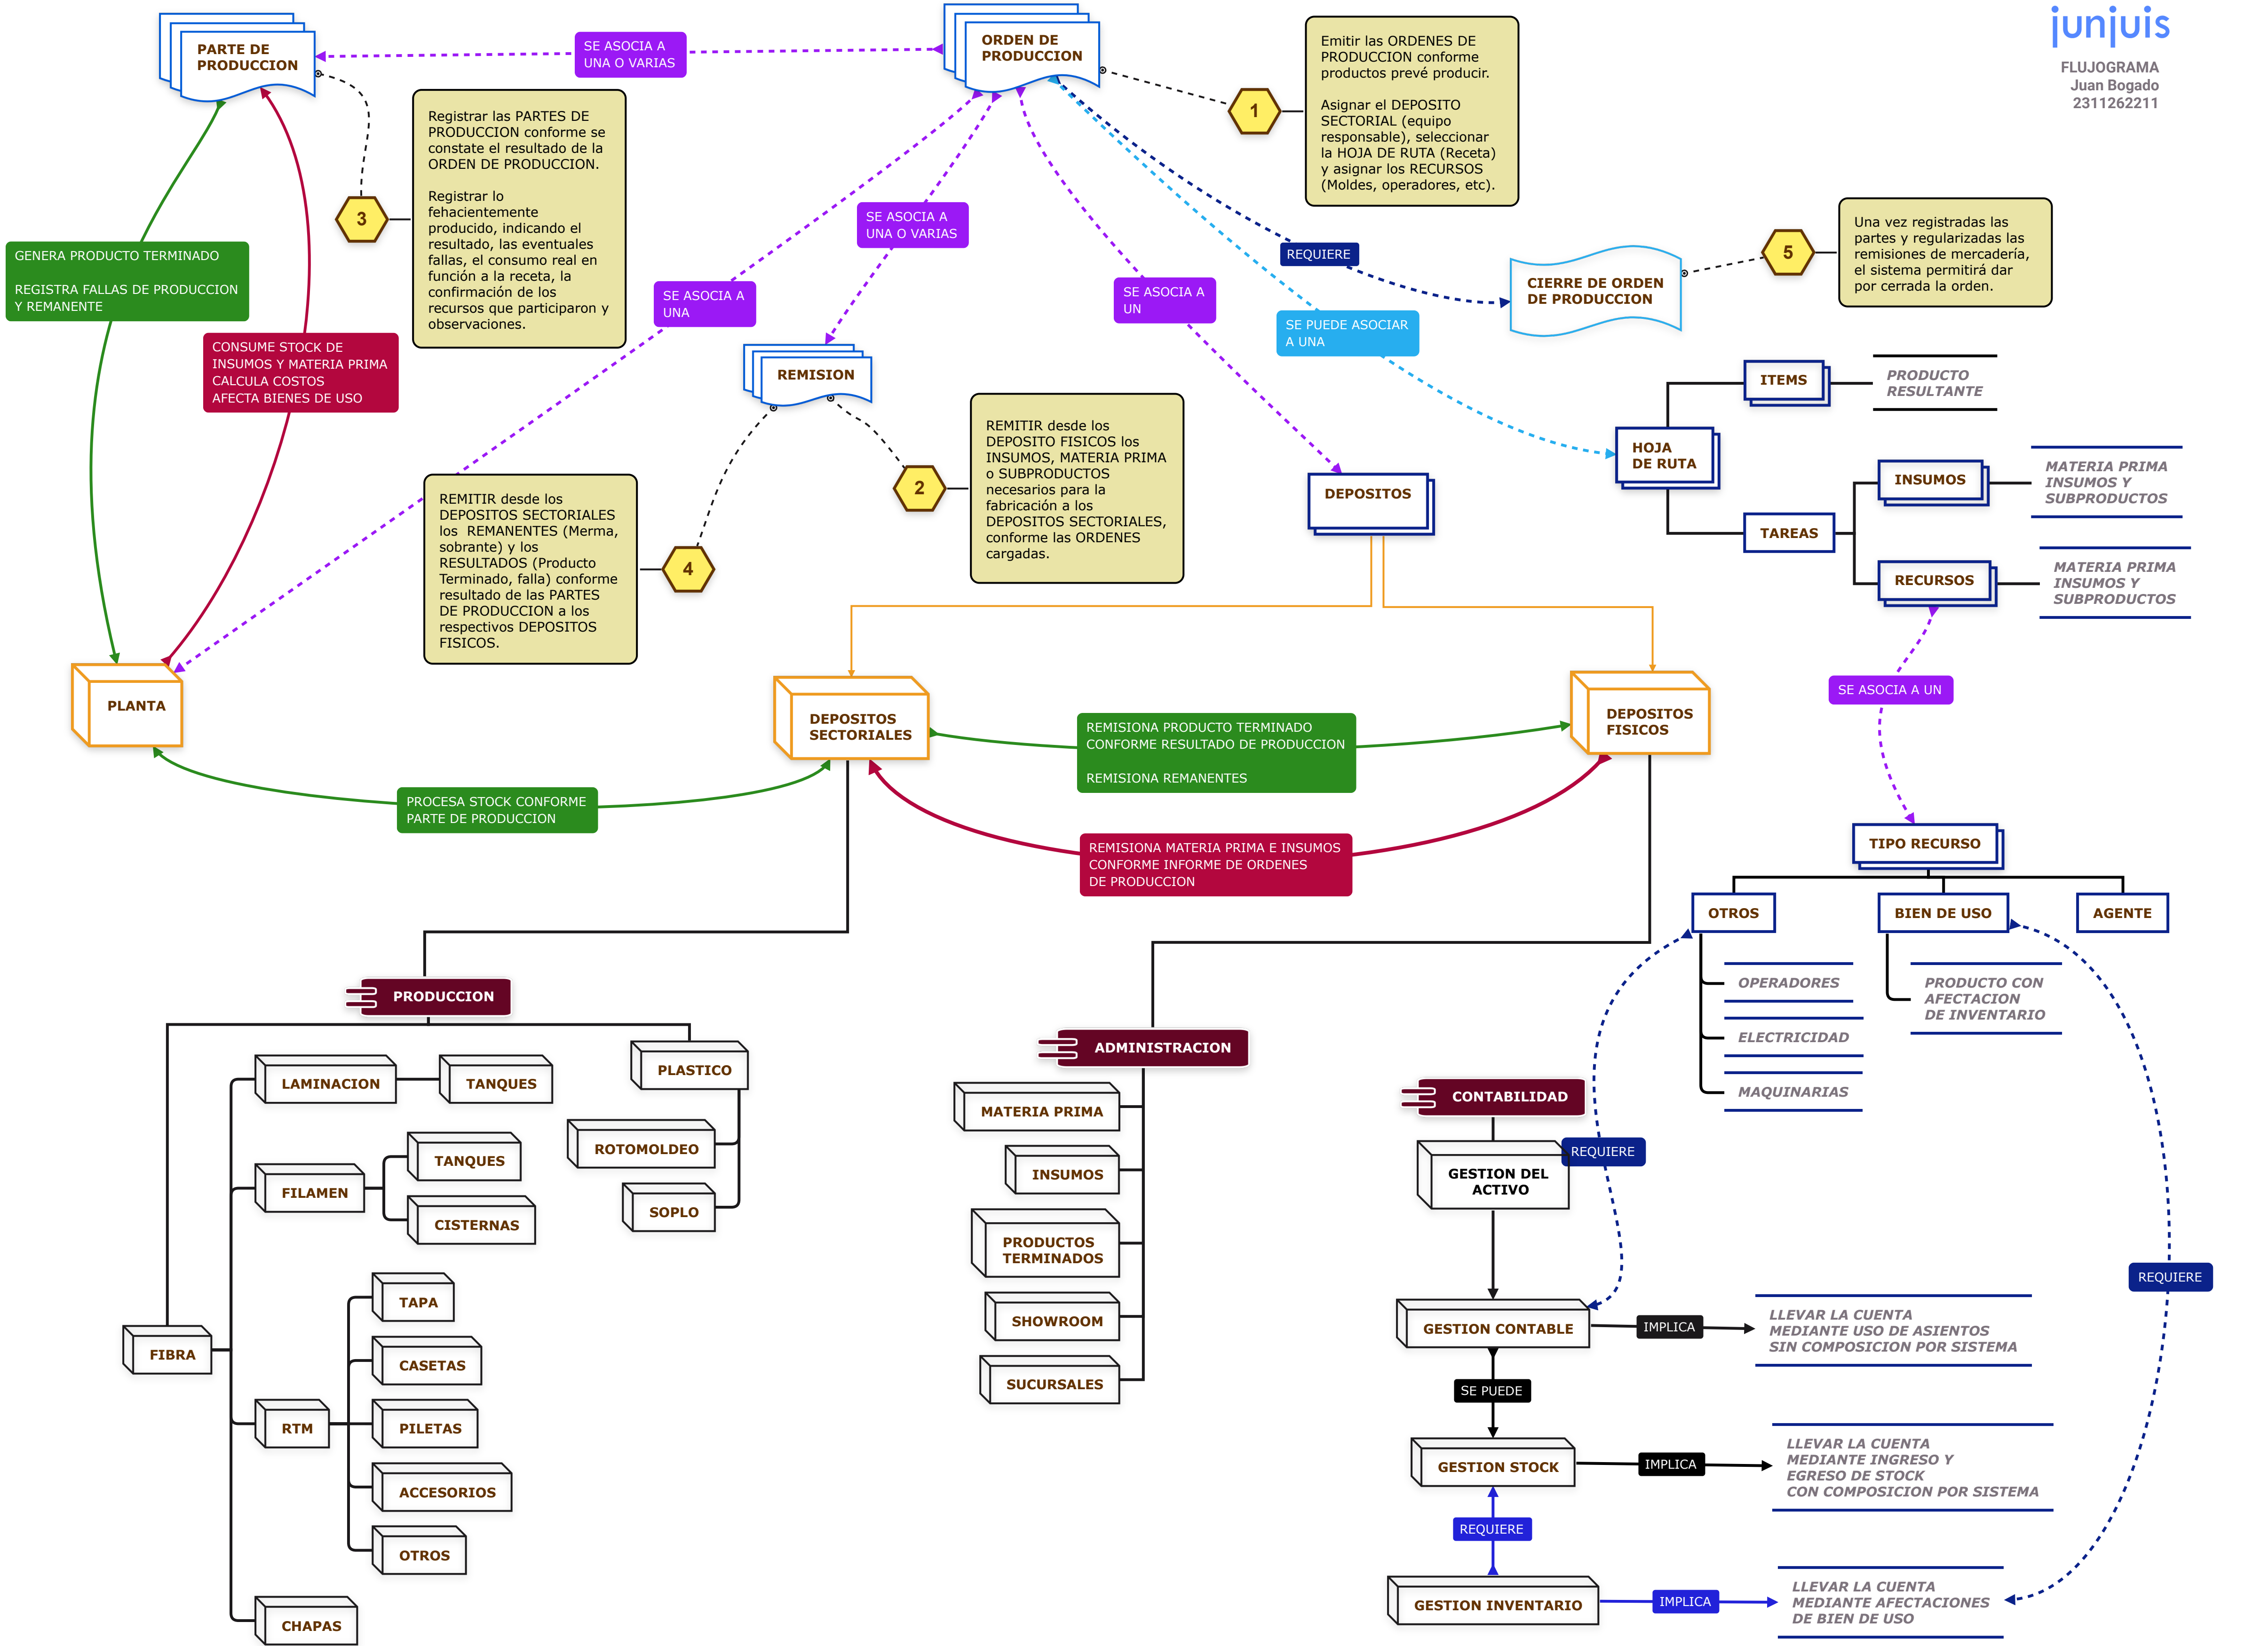 junjuis
FLUJOGRAMA
Juan Bogado
2311262211
PARTE DE
PRODUCCION
SE ASOCIA A
UNA O VARIAS
ORDEN DE
PRODUCCION
1
Emitir las ORDENES DE
PRODUCCION conforme
productos prevé producir.
Asignar el DEPOSITO
SECTORIAL (equipo
responsable), seleccionar
la HOJA DE RUTA (Receta)
y asignar los RECURSOS
(Moldes, operadores, etc).
3
Registrar las PARTES DE
PRODUCCION conforme se
constate el resultado de la
ORDEN DE PRODUCCION.
Registrar lo
fehacientemente
producido, indicando el
resultado, las eventuales
fallas, el consumo real en
función a la receta, la
confirmación de los
recursos que participaron y
observaciones.
SE ASOCIA A
UNA O VARIAS
REQUIERE
CIERRE DE ORDEN
DE PRODUCCION
5
Una vez registradas las
partes y regularizadas las
remisiones de mercadería,
el sistema permitirá dar
por cerrada la orden.
GENERA PRODUCTO TERMINADO
REGISTRA FALLAS DE PRODUCCION
Y REMANENTE
SE ASOCIA A
UNA
SE ASOCIA A
UN
SE PUEDE ASOCIAR
A UNA
CONSUME STOCK DE
INSUMOS Y MATERIA PRIMA
CALCULA COSTOS
AFECTA BIENES DE USO
REMISION
ITEMS
PRODUCTO
RESULTANTE
HOJA
DE RUTA
INSUMOS
MATERIA PRIMA
INSUMOS Y
SUBPRODUCTOS
TAREAS
RECURSOS
MATERIA PRIMA
INSUMOS Y
SUBPRODUCTOS
2
REMITIR desde los
DEPOSITO FISICOS los
INSUMOS, MATERIA PRIMA
o SUBPRODUCTOS
necesarios para la
fabricación a los
DEPOSITOS SECTORIALES,
conforme las ORDENES
cargadas.
DEPOSITOS
4
REMITIR desde los
DEPOSITOS SECTORIALES
los  REMANENTES (Merma,
sobrante) y los
RESULTADOS (Producto
Terminado, falla) conforme
resultado de las PARTES
DE PRODUCCION a los
respectivos DEPOSITOS
FISICOS.
PLANTA
DEPOSITOS
SECTORIALES
REMISIONA PRODUCTO TERMINADO
CONFORME RESULTADO DE PRODUCCION
REMISIONA REMANENTES
DEPOSITOS
FISICOS
SE ASOCIA A UN
PROCESA STOCK CONFORME
PARTE DE PRODUCCION
REMISIONA MATERIA PRIMA E INSUMOS
CONFORME INFORME DE ORDENES
DE PRODUCCION
TIPO RECURSO
OTROS
BIEN DE USO
AGENTE
OPERADORES
ELECTRICIDAD
MAQUINARIAS
PRODUCTO CON
AFECTACION
DE INVENTARIO
PRODUCCION
LAMINACION
TANQUES
PLASTICO
FILAMEN
TANQUES
CISTERNAS
ROTOMOLDEO
SOPLO
FIBRA
RTM
TAPA
CASETAS
PILETAS
ACCESORIOS
OTROS
CHAPAS
ADMINISTRACION
MATERIA PRIMA
INSUMOS
PRODUCTOS
TERMINADOS
SHOWROOM
SUCURSALES
CONTABILIDAD
GESTION DEL
ACTIVO
REQUIERE
REQUIERE
GESTION CONTABLE
IMPLICA
LLEVAR LA CUENTA
MEDIANTE USO DE ASIENTOS
SIN COMPOSICION POR SISTEMA
SE PUEDE
GESTION STOCK
IMPLICA
LLEVAR LA CUENTA
MEDIANTE INGRESO Y
EGRESO DE STOCK
CON COMPOSICION POR SISTEMA
REQUIERE
GESTION INVENTARIO
IMPLICA
LLEVAR LA CUENTA
MEDIANTE AFECTACIONES
DE BIEN DE USO